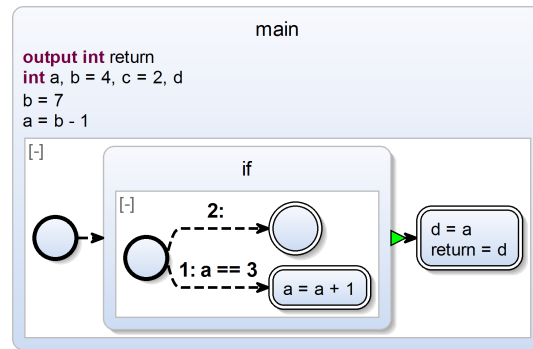 main
output int return
int a, b = 4, c = 2, d
b = 7
a = b - 1
[-]
if
[-]
2:
1: a == 3
a = a + 1
d = a
return = d